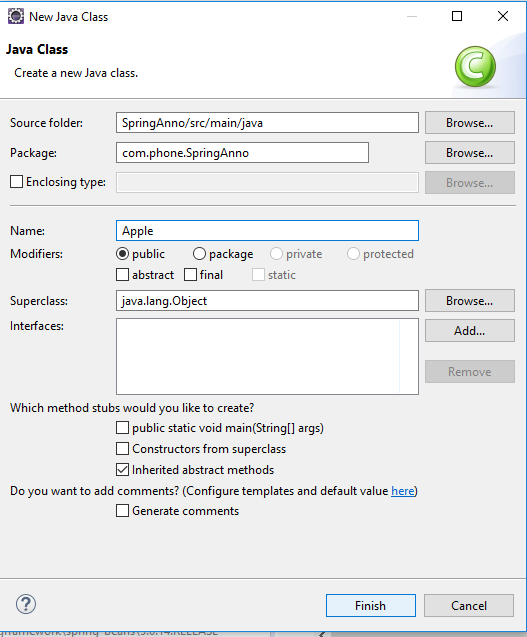 New Java Class
Java Class
Create a new Java class.
Source folder: SpringAnno/src/main/java Browse...
Package: com.phone.SpringAnno Browse...
Enclosing type: Browse...
Name: Apple
Modifiers: public package private protected
abstract final static
Superclass: java.lang.Object Browse...
Interfaces: Add...
Remove
Which method stubs would you like to create?
public static void main(String[] args)
Constructors from superclass
Inherited abstract methods
Do you want to add comments? (Configure templates and default value here)
Generate comments
? Finish Cancel